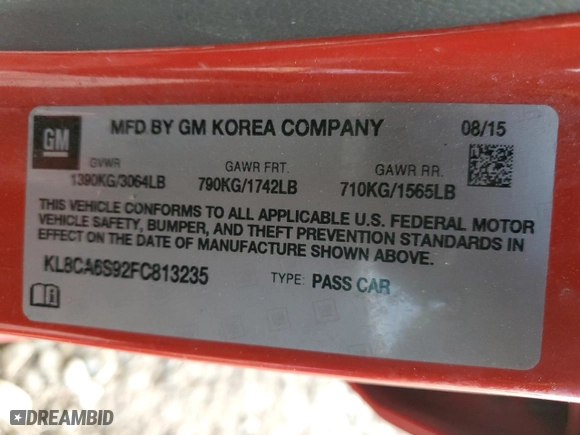 GM
MFD BY GM KOREA COMPANY 08/15
GVWR GAWR FRT. GAWR RR.
1390KG/3064LB 790KG/1742LB 710KG/1565LB
THIS VEHICLE CONFORMS TO ALL APPLICABLE U.S. FEDERAL MOTOR
VEHICLE SAFETY, BUMPER, AND THEFT PREVENTION STANDARDS IN
EFFECT ON THE DATE OF MANUFACTURE SHOWN ABOVE.
KL8CA6S92FC813235 TYPE: PASS CAR
DREAMBID